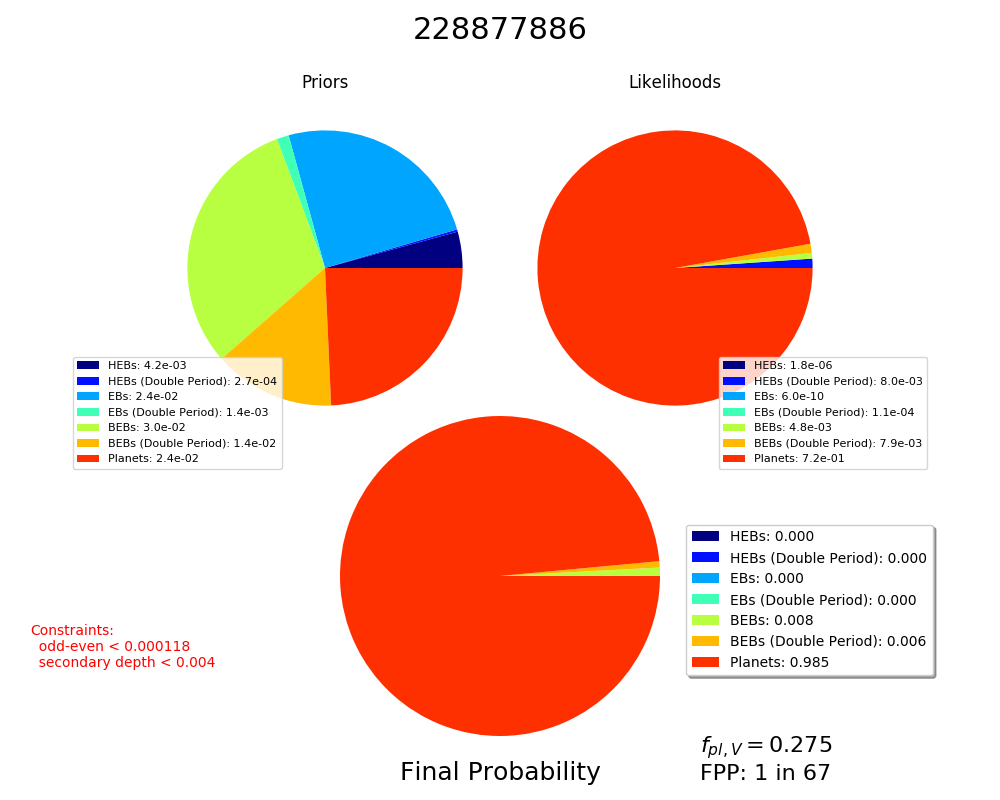 228877886
Priors
Likelihoods
HEBs: 4.2e-03
HEBs (Double Period): 2.7e-04
EBs: 2.4e-02
EBs (Double Period): 1.4e-03
BEBs: 3.0e-02
BEBs (Double Period): 1.4e-02
Planets: 2.4e-02
HEBs: 1.8e-06
HEBs (Double Period): 8.0e-03
EBs: 6.0e-10
EBs (Double Period): 1.1e-04
BEBs: 4.8e-03
BEBs (Double Period): 7.9e-03
Planets: 7.2e-01
HEBs: 0.000
HEBs (Double Period): 0.000
EBs: 0.000
EBs (Double Period): 0.000
BEBs: 0.008
BEBs (Double Period): 0.006
Planets: 0.985
Constraints:
odd-even < 0.000118
secondary depth < 0.004
f_{pl,V} = 0.275
Final Probability
FPP: 1 in 67